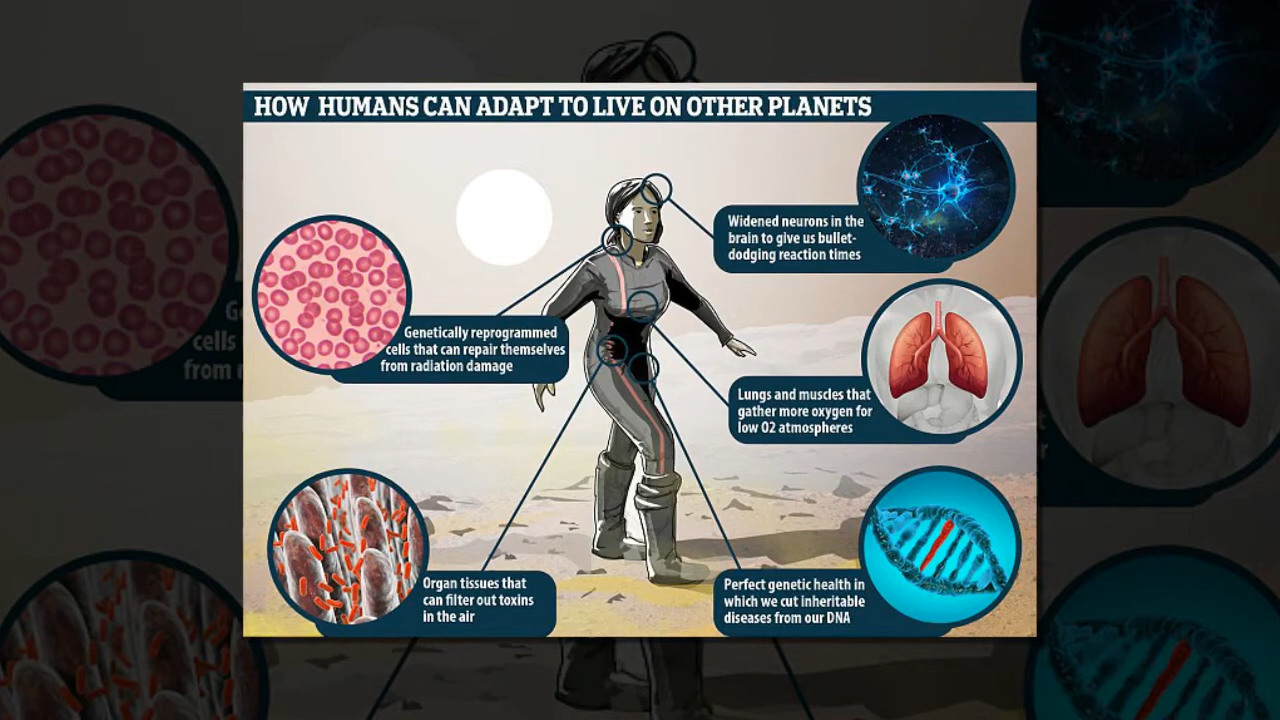 HOW HUMANS CAN ADAPT TO LIVE ON OTHER PLANETS
Widened neurons in the
brain to give us bullet-
dodging reaction times
Genetically reprogrammed
cells that can repair themselves
from radiation damage
Lungs and muscles that
gather more oxygen for
low O2 atmospheres
Organ tissues that
can filter out toxins
in the air
Perfect genetic health in
which we cut inheritable
diseases from our DNA
G
cells
from